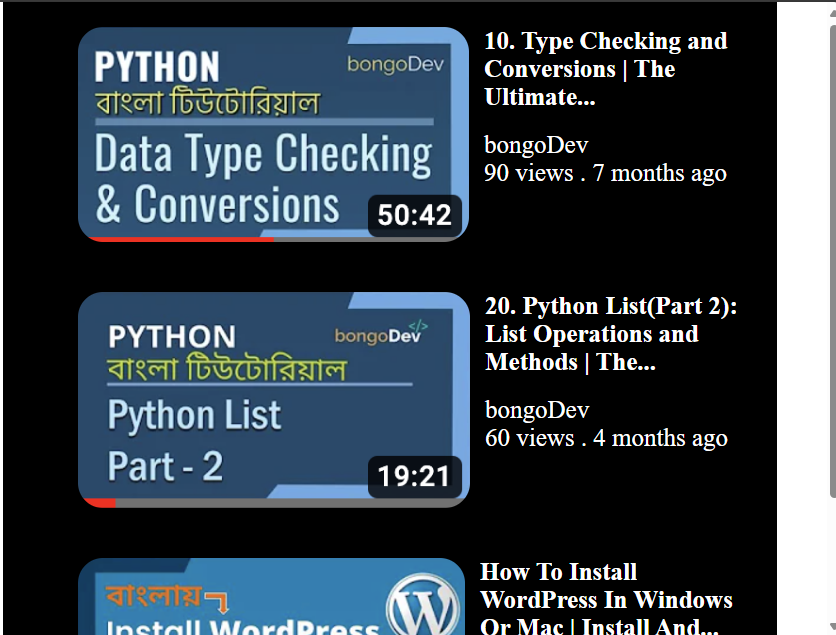 PYTHON
bongoDev
বাংলা টিউটোরিয়াল
Data Type Checking
& Conversions
50:42
10. Type Checking and
Conversions | The
Ultimate...
bongoDev
90 views . 7 months ago
PYTHON
bongoDev
</>
বাংলা টিউটোরিয়াল
Python List
Part - 2
19:21
20. Python List(Part 2):
List Operations and
Methods | The...
bongoDev
60 views . 4 months ago
বাংলায়
Install WordPress
W
How To Install
WordPress In Windows
Or Mac | Install And...